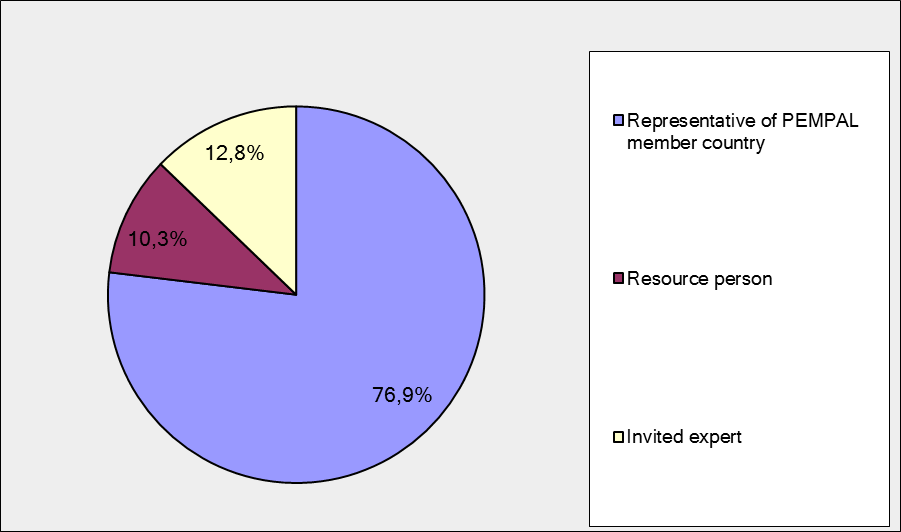 12,8%
10,3%
76,9%
Representative of PEMPAL
member country
Resource person
Invited expert